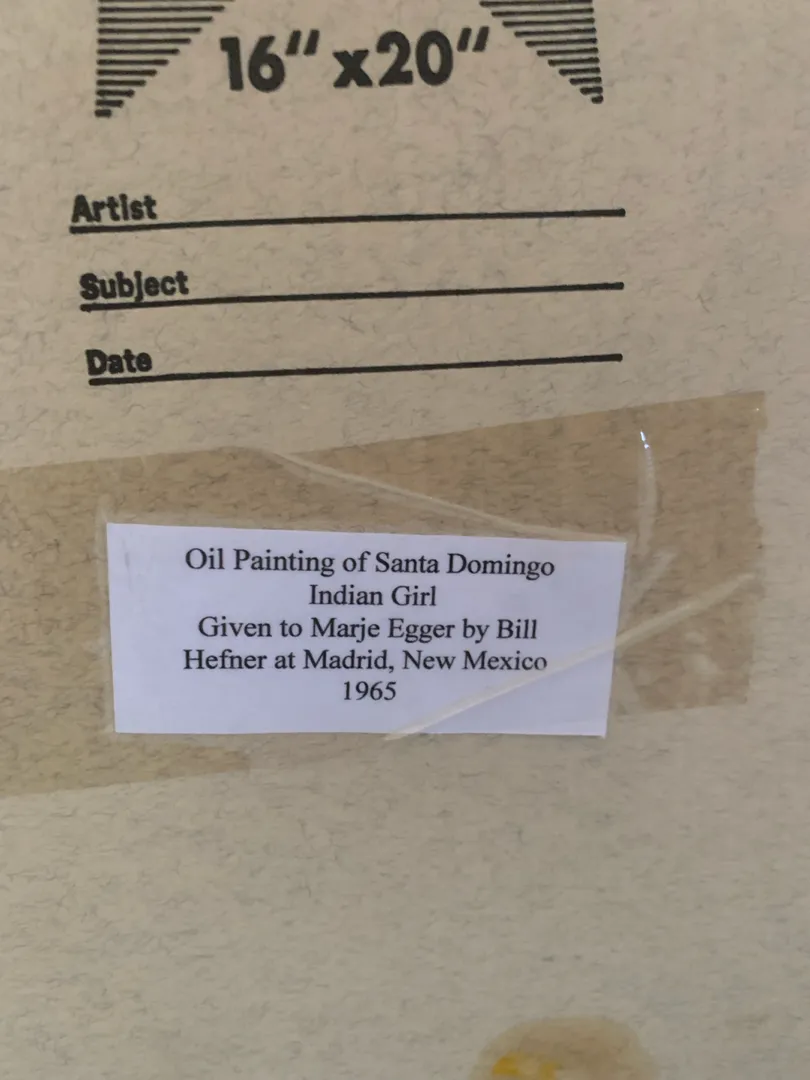 16" x20"
Artist
Subject
Date
Oil Painting of Santa Domingo
Indian Girl
Given to Marje Egger by Bill
Hefner at Madrid, New Mexico
1965